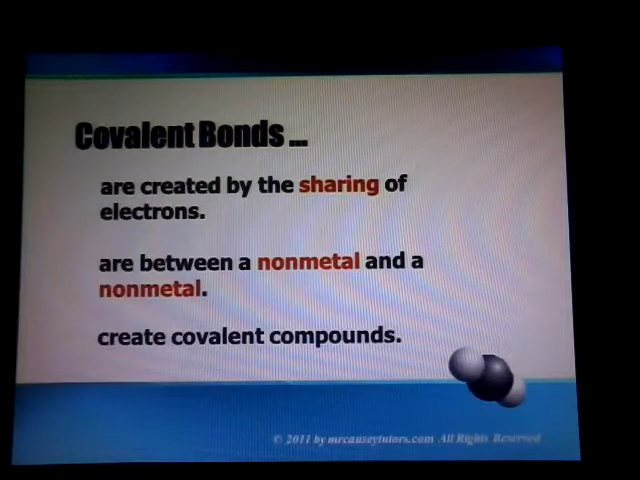 Covalent Bonds ...
are created by the sharing of
electrons.
are between a nonmetal and a
nonmetal.
create covalent compounds.
© 2011 by mrcauseytutors.com All Rights Reserved